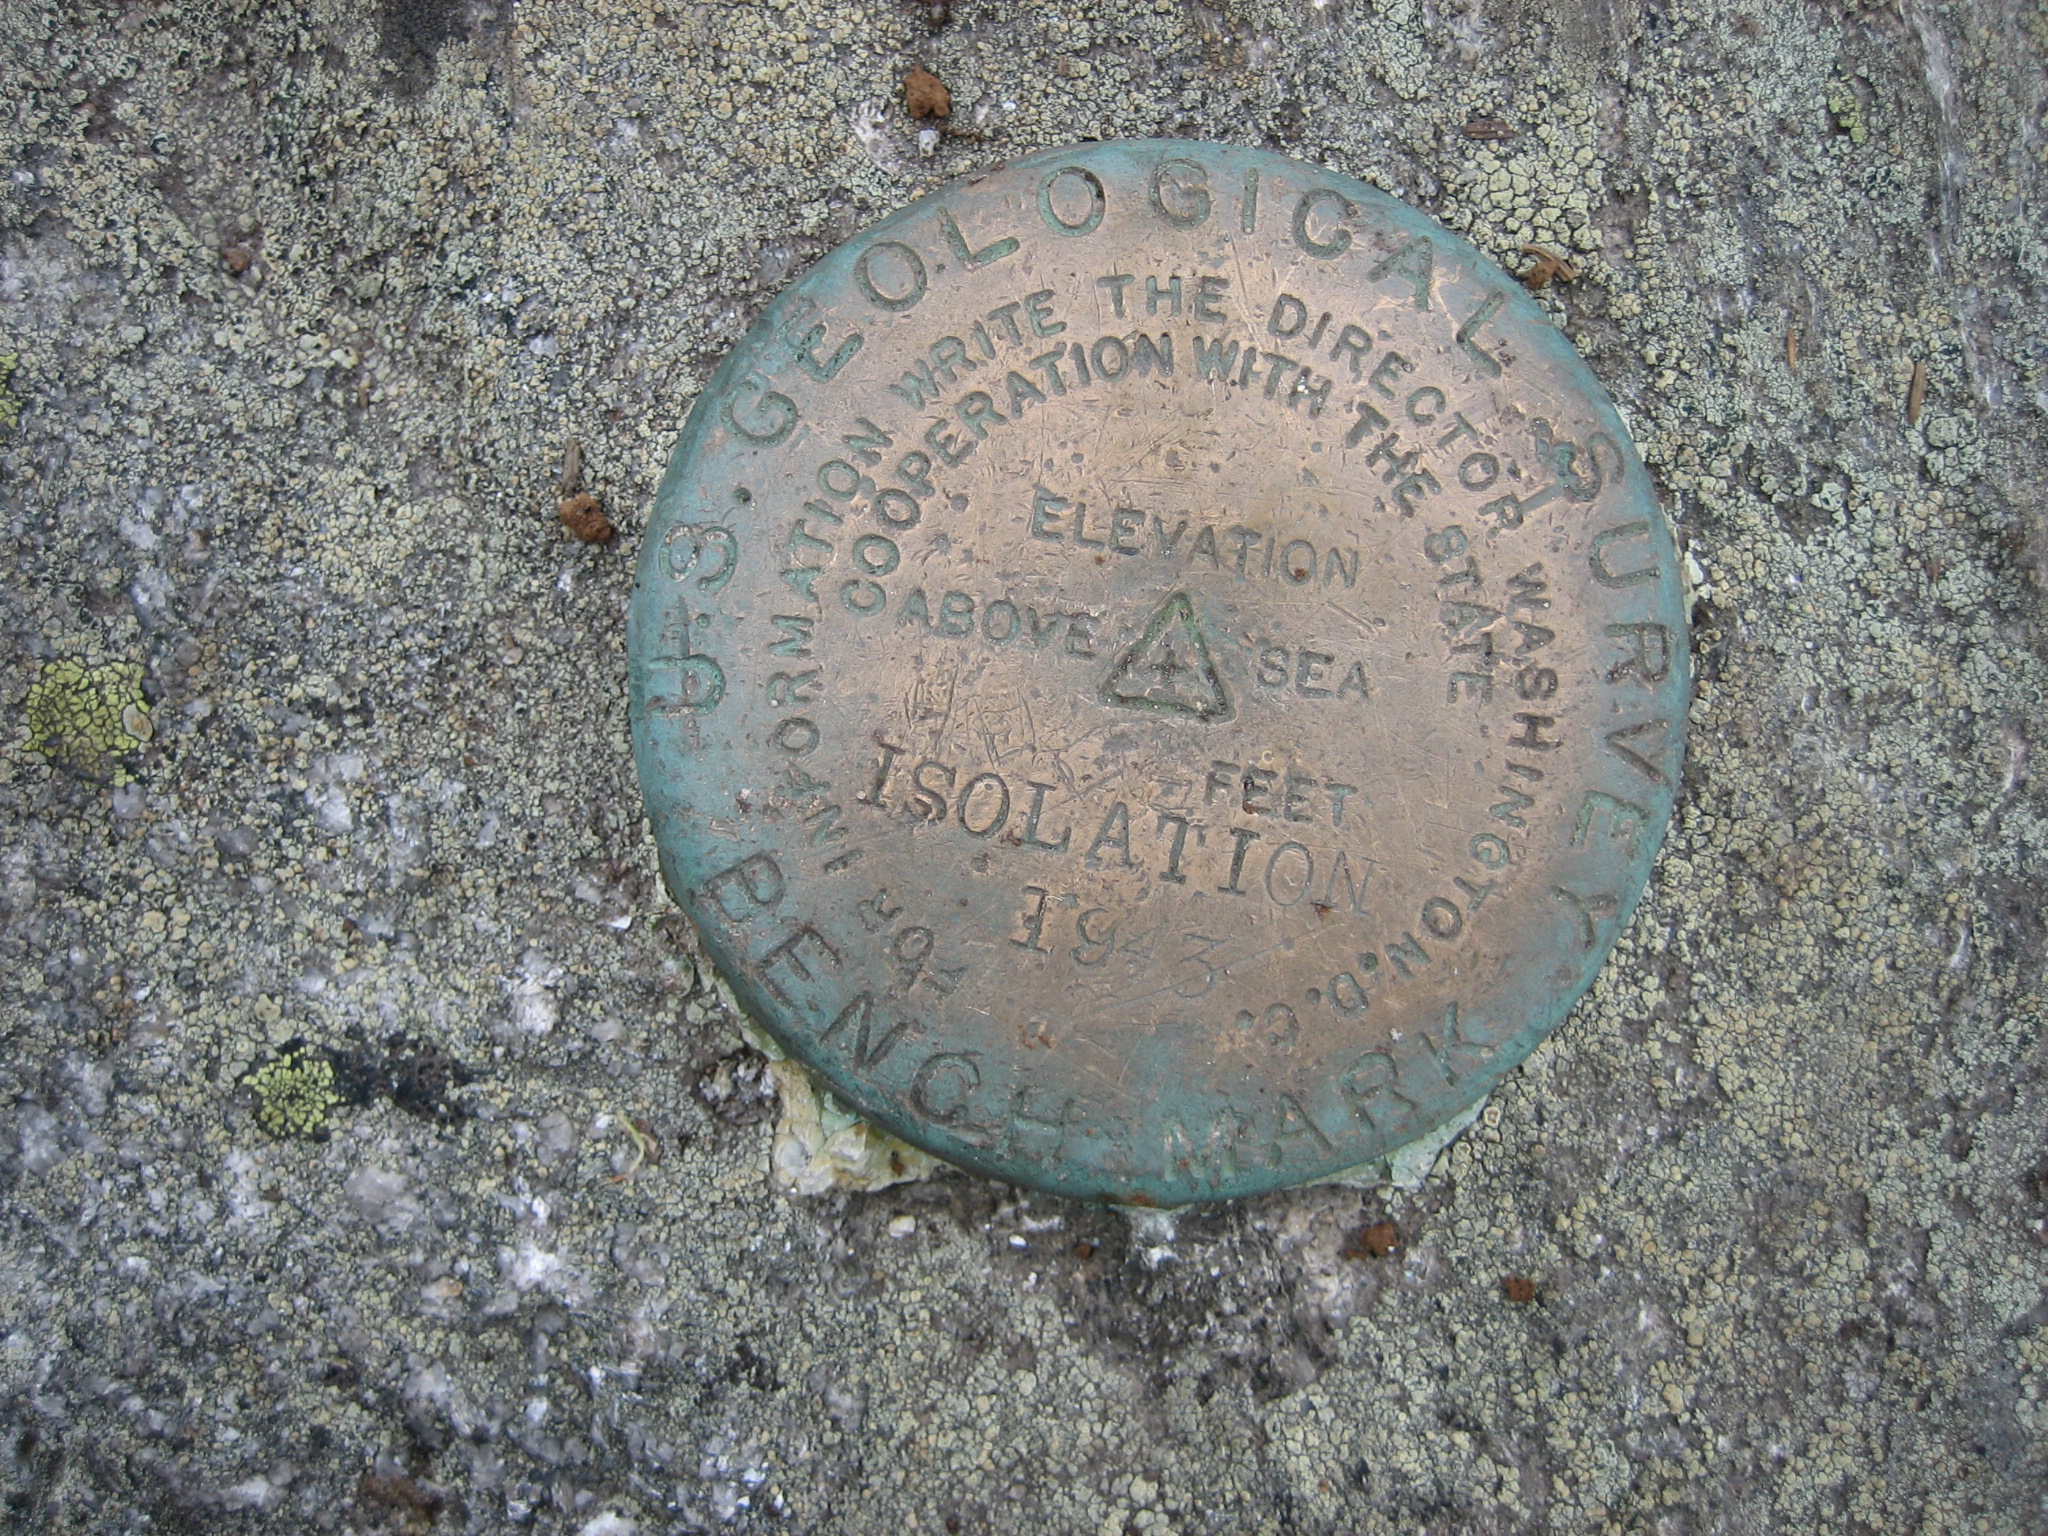 U.S. GEOLOGICAL SURVEY
FOR INFORMATION WRITE THE DIRECTOR WASHINGTON. D. C.
COOPERATION WITH THE STATE
ELEVATION
ABOVE SEA
FEET
ISOLATION
1943
BENCH MARK